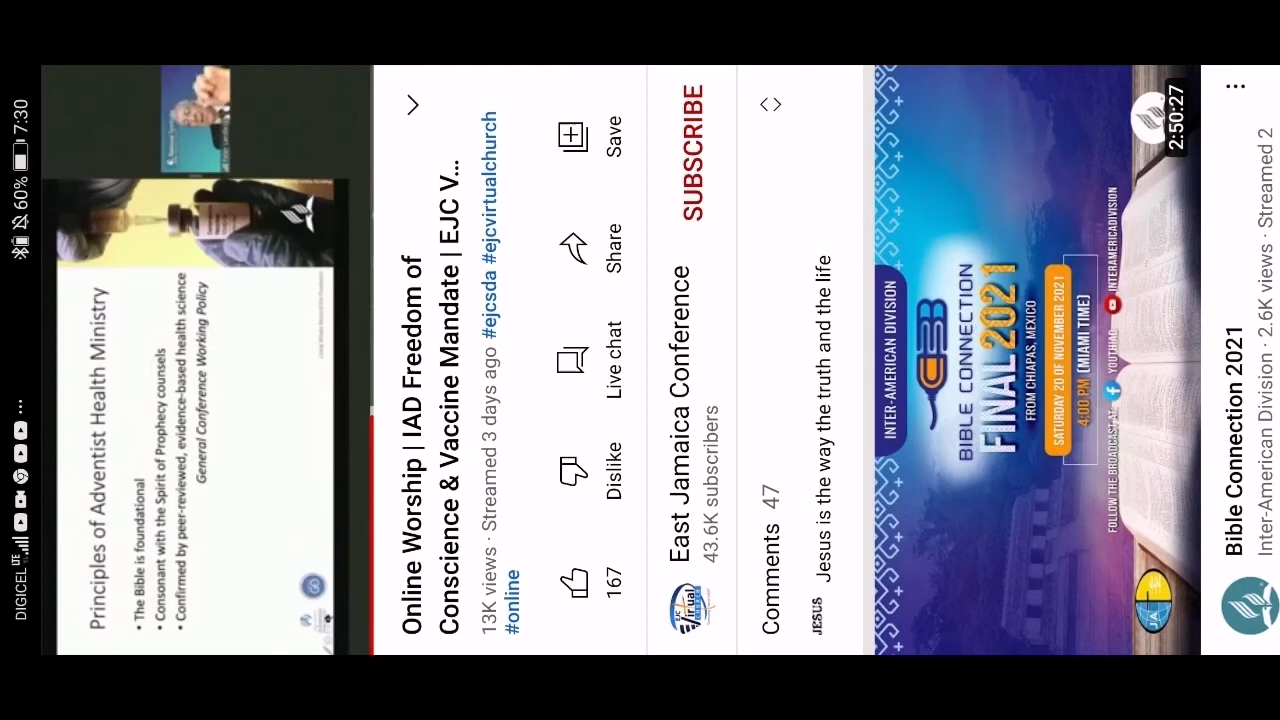 DIGICEL LTE 60% 7:30
Principles of Adventist Health Ministry
• The Bible is foundational
• Consonant with the Spirit of Prophecy counsels
• Confirmed by peer-reviewed, evidence-based health science
General Conference Working Policy
Online Worship | IAD Freedom of
Conscience & Vaccine Mandate | EJC V...
13K views · Streamed 3 days ago #ejcsda #ejcvirtualchurch
#online
167 Dislike Live chat Share Save
East Jamaica Conference
43.6K subscribers
SUBSCRIBE
Comments 47
JESUS
Jesus is the way the truth and the life
INTER-AMERICAN DIVISION
BIBLE CONNECTION
FINAL 2021
FROM CHIAPAS, MEXICO
SATURDAY 20 OF NOVEMBER 2021
4:00 PM (MIAMI TIME)
FOLLOW THE BROADCAST AT: YOUTHIAD INTERAMERICADIVISION
2:50:27
Bible Connection 2021
Inter-American Division · 2.6K views · Streamed 2